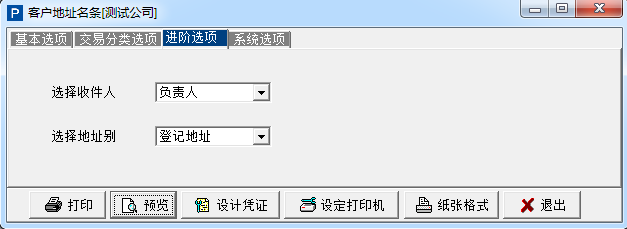 P 客户地址名条[测试公司]
基本选项 交易分类选项 进阶选项 系统选项
选择收件人 负责人
选择地址别 登记地址
打印 预览 设计凭证 设定打印机 纸张格式 退出